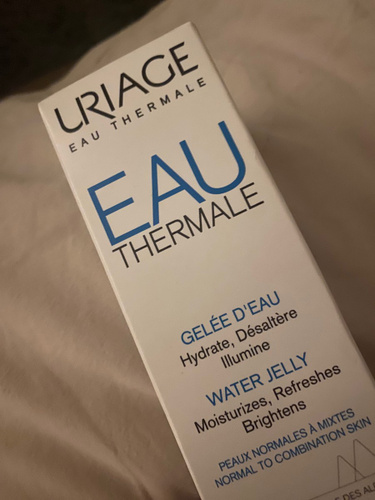 URIAGE
EAU THERMALE
EAU
THERMALE
GELÉE D'EAU
Hydrate, Désaltère
Illumine
WATER JELLY
Moisturizes, Refreshes
Brightens
PEAUX NORMALES À MIXTES
NORMAL TO COMBINATION SKIN
DES